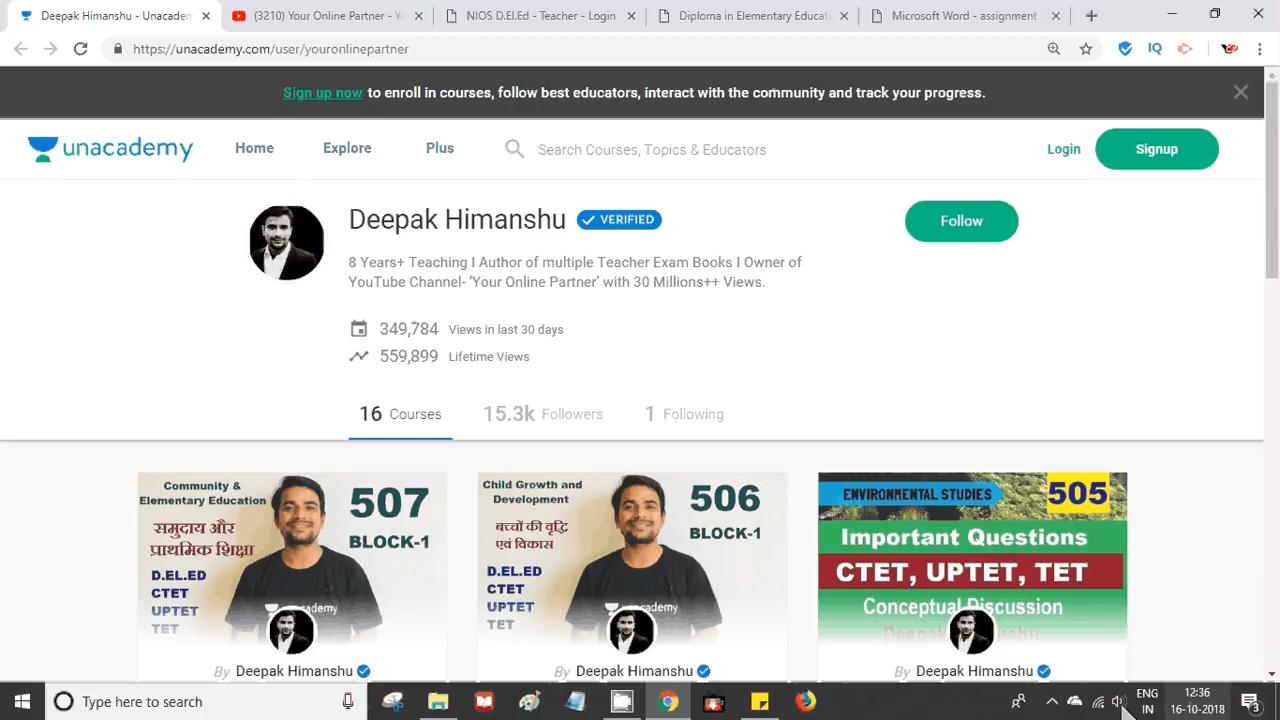 Deepak Himanshu - Unacademy
(3210) Your Online Partner - Yo
NIOS D.El.Ed - Teacher - Login
Diploma in Elementary Educati
Microsoft Word - assignment
https://unacademy.com/user/youronlinepartner
IQ
Sign up now to enroll in courses, follow best educators, interact with the community and track your progress.
unacademy
Home
Explore
Plus
Search Courses, Topics & Educators
Login
Signup
Deepak Himanshu
VERIFIED
Follow
8 Years+ Teaching I Author of multiple Teacher Exam Books I Owner of
YouTube Channel- ‘Your Online Partner’ with 30 Millions++ Views.
349,784 Views in last 30 days
559,899 Lifetime Views
16 Courses
15.3k Followers
1 Following
Community &
Elementary Education
507
समुदाय और
प्राथमिक शिक्षा
BLOCK-1
D.EL.ED
CTET
UPTET
TET
unacademy
By Deepak Himanshu
Child Growth and
Development
506
बच्चों की वृद्धि
एवं विकास
BLOCK-1
D.EL.ED
CTET
UPTET
TET
unacademy
By Deepak Himanshu
ENVIRONMENTAL STUDIES
505
Important Questions
CTET, UPTET, TET
Conceptual Discussion
Deepak Himanshu
By Deepak Himanshu
Type here to search
ENG
IN
12:36
16-10-2018
3